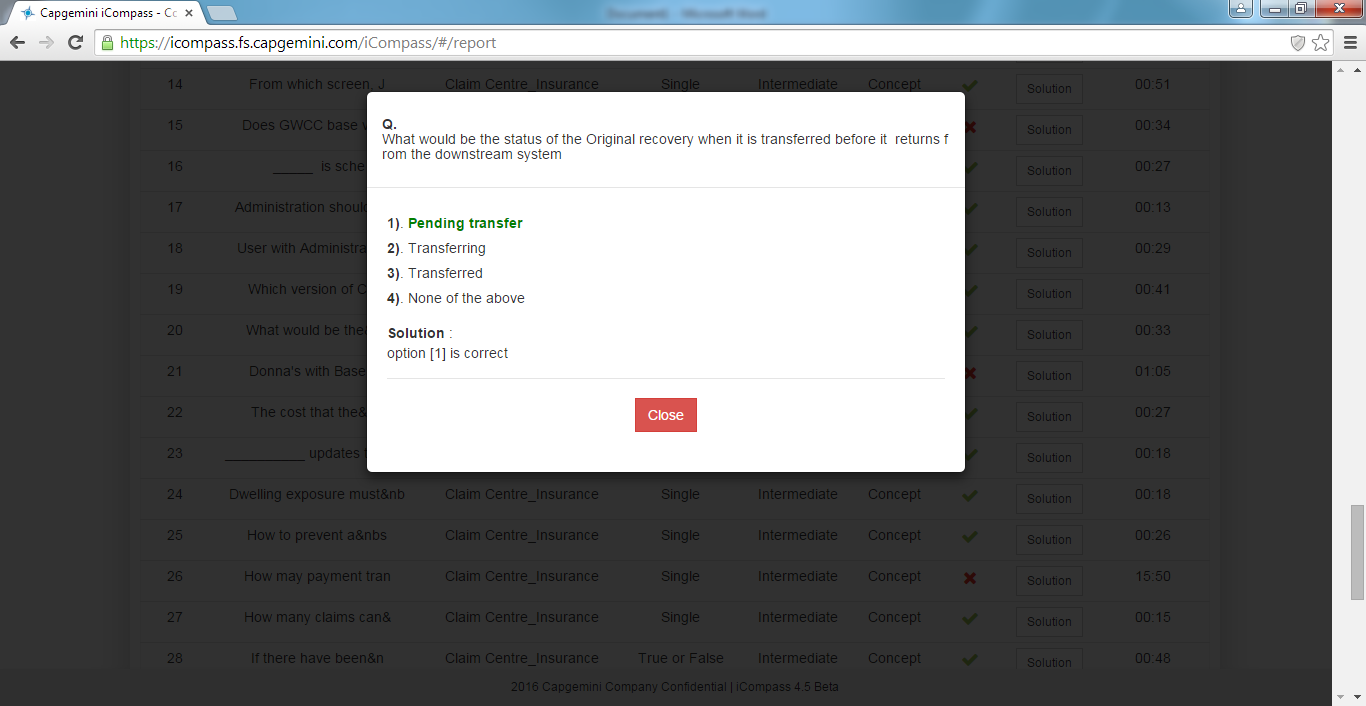 Capgemini iCompass - Cc
Document1 - Microsoft Word
https://icompass.fs.capgemini.com/iCompass/#/report
14 From which screen, J Claim Centre_Insurance Single Intermediate Concept Solution 00:51
Q.
What would be the status of the Original recovery when it is transferred before it returns f
rom the downstream system
1). Pending transfer
2). Transferring
3). Transferred
4). None of the above
Solution :
option [1] is correct
Close
15 Does GWCC base Solution 00:34
16 ______ is sche Solution 00:27
17 Administration shoul Solution 00:13
18 User with Administra Solution 00:29
19 Which version of C Solution 00:41
20 What would be the& Solution 00:33
21 Donna's with Base Solution 01:05
22 The cost that the& Solution 00:27
23 __________ updates Solution 00:18
24 Dwelling exposure must&nb Claim Centre_Insurance Single Intermediate Concept Solution 00:18
25 How to prevent a&nbs Claim Centre_Insurance Single Intermediate Concept Solution 00:26
26 How may payment tran Claim Centre_Insurance Single Intermediate Concept Solution 15:50
27 How many claims can& Claim Centre_Insurance Single Intermediate Concept Solution 00:15
28 If there have been&n Claim Centre_Insurance True or False Intermediate Concept Solution 00:48
2016 Capgemini Company Confidential | iCompass 4.5 Beta